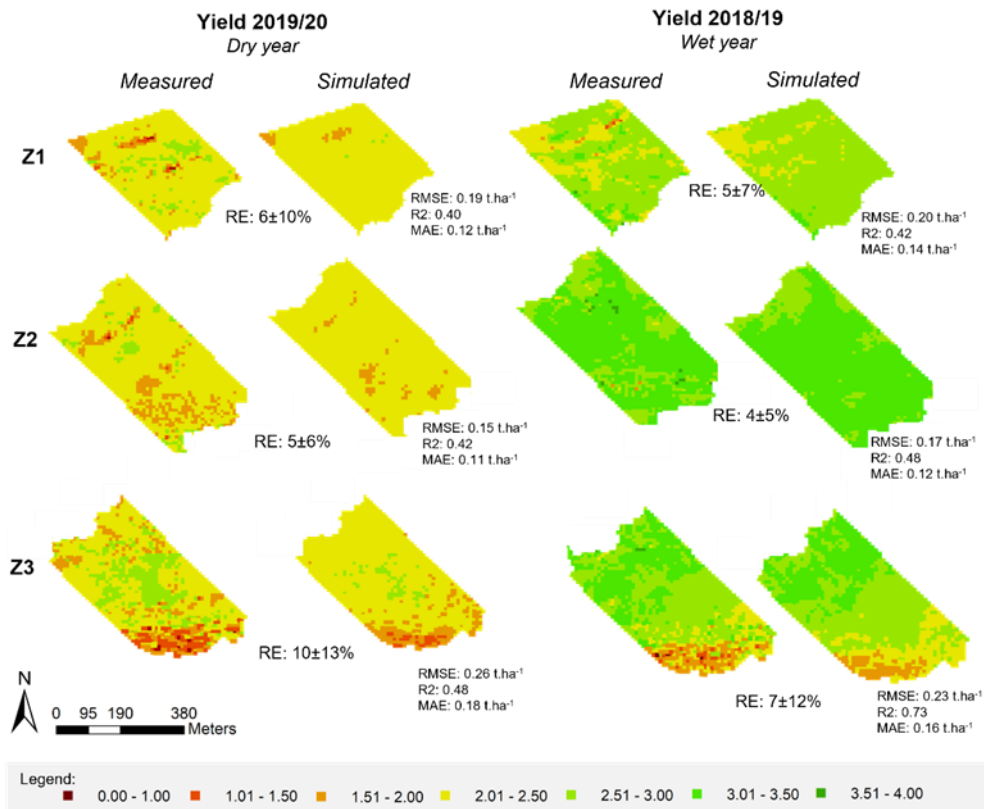 Yield 2019/20
Dry year
Yield 2018/19
Wet year
Measured
Simulated
Measured
Simulated
Z1
RE: 6±10%
RMSE: 0.19 t.ha⁻¹
R2: 0.40
MAE: 0.12 t.ha⁻¹
RE: 5±7%
RMSE: 0.20 t.ha⁻¹
R2: 0.42
MAE: 0.14 t.ha⁻¹
Z2
RE: 5±6%
RMSE: 0.15 t.ha⁻¹
R2: 0.42
MAE: 0.11 t.ha⁻¹
RE: 4±5%
RMSE: 0.17 t.ha⁻¹
R2: 0.48
MAE: 0.12 t.ha⁻¹
Z3
RE: 10±13%
RMSE: 0.26 t.ha⁻¹
R2: 0.48
MAE: 0.18 t.ha⁻¹
RE: 7±12%
RMSE: 0.23 t.ha⁻¹
R2: 0.73
MAE: 0.16 t.ha⁻¹
N
0 95 190 380
Meters
Legend:
0.00 - 1.00 1.01 - 1.50 1.51 - 2.00 2.01 - 2.50 2.51 - 3.00 3.01 - 3.50 3.51 - 4.00